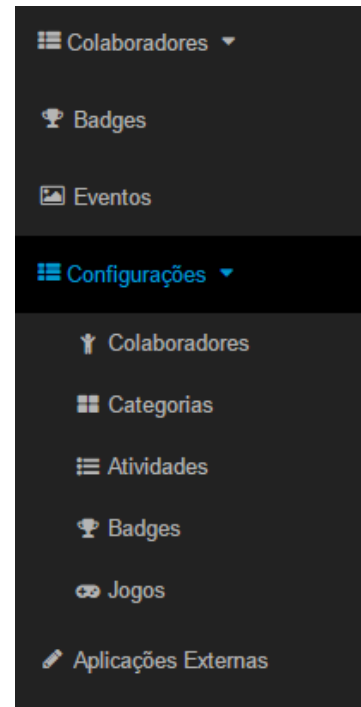 Colaboradores
Badges
Eventos
Configurações
Colaboradores
Categorias
Atividades
Badges
Jogos
Aplicações Externas